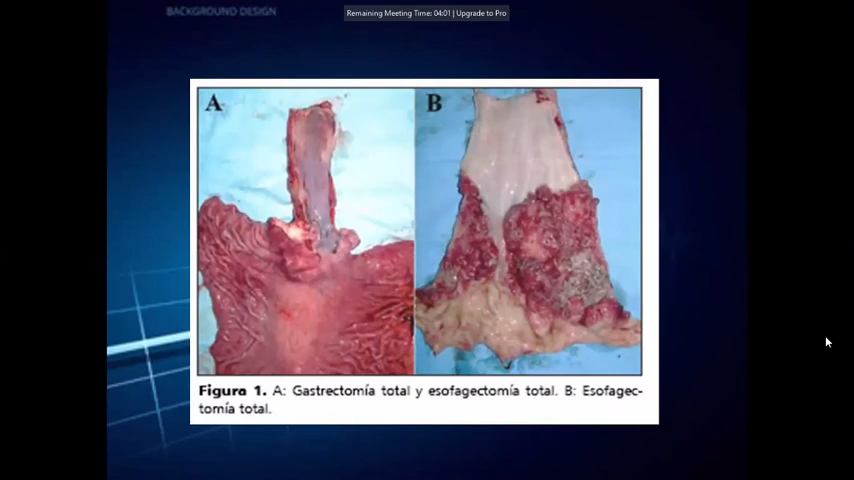 BACKGROUND DESIGN
Remaining Meeting Time: 04:01 | Upgrade to Pro
A
B
Figura 1. A: Gastrectomía total y esofagectomía total. B: Esofagec-
tomía total.